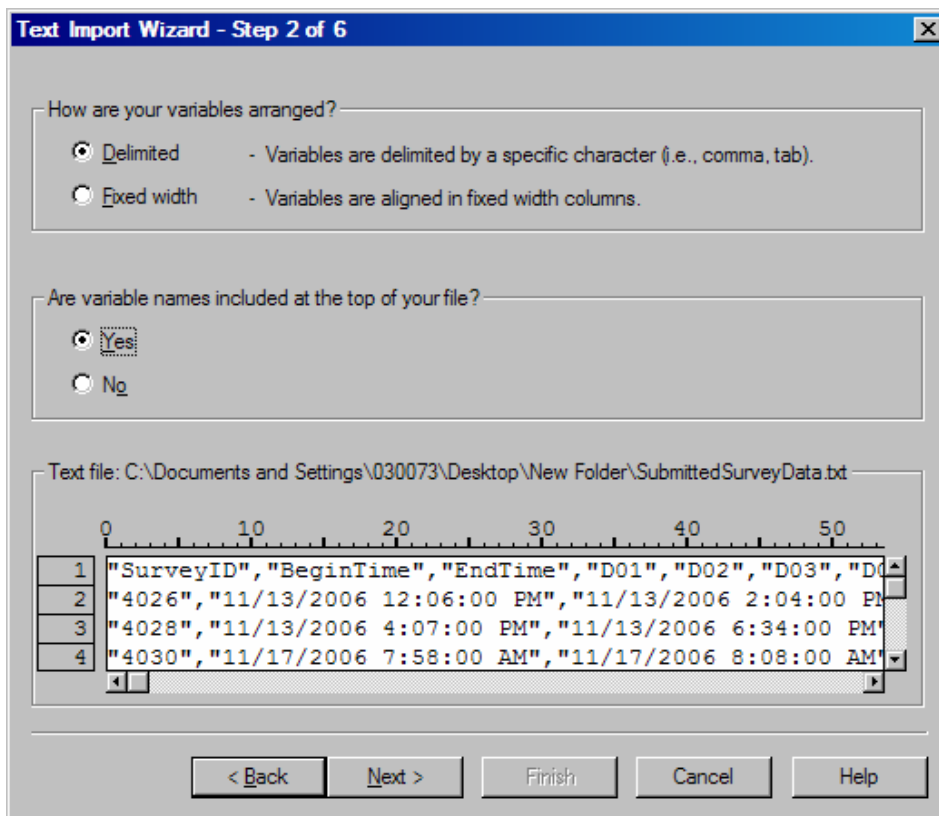 Text Import Wizard - Step 2 of 6
How are your variables arranged?
Delimited - Variables are delimited by a specific character (i.e., comma, tab).
Fixed width - Variables are aligned in fixed width columns.
Are variable names included at the top of your file?
Yes
No
Text file: C:\Documents and Settings\030073\Desktop\New Folder\SubmittedSurveyData.txt
0 10 20 30 40 50
1 "SurveyID","BeginTime","EndTime","D01","D02","D03","D
2 "4026","11/13/2006 12:06:00 PM","11/13/2006 2:04:00 P
3 "4028","11/13/2006 4:07:00 PM","11/13/2006 6:34:00 PM"
4 "4030","11/17/2006 7:58:00 AM","11/17/2006 8:08:00 AM"
< Back Next > Finish Cancel Help